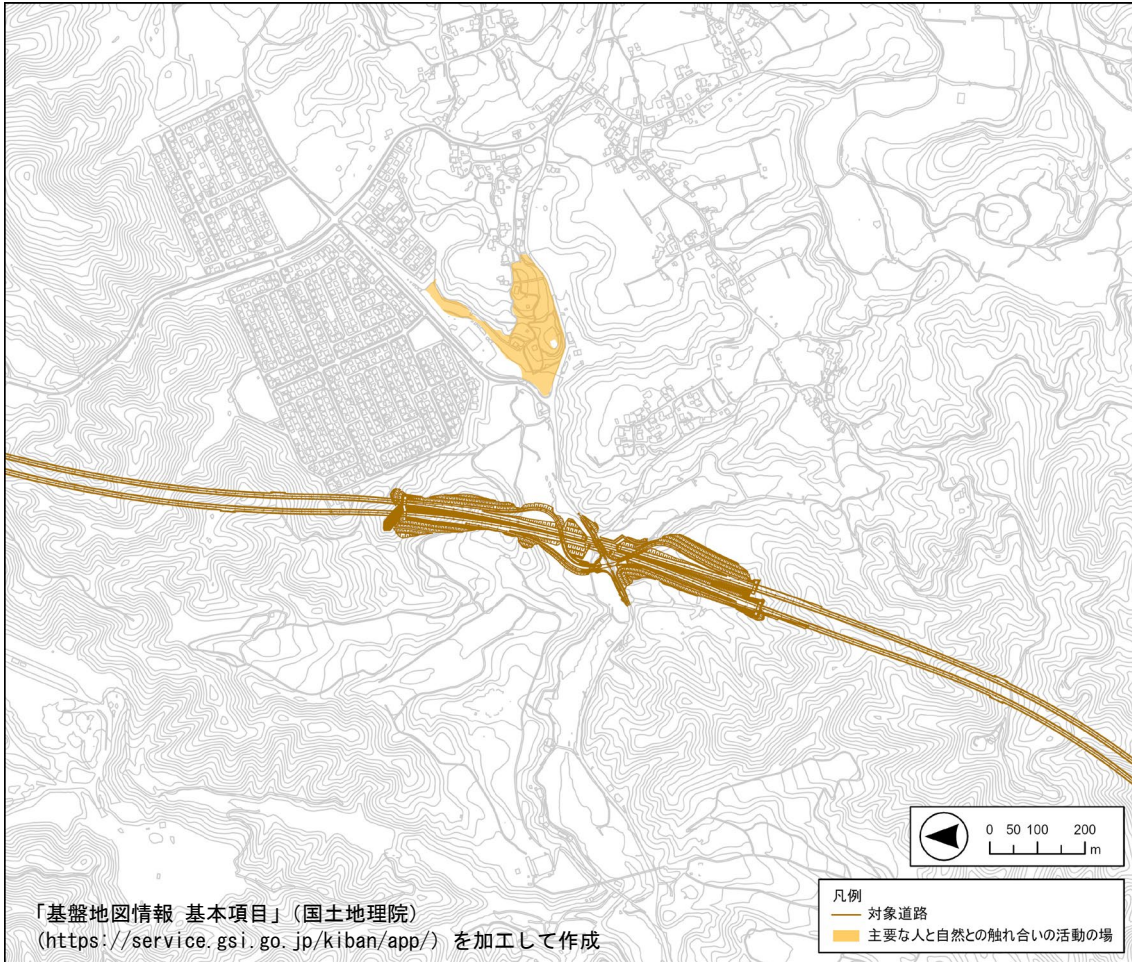 0 50 100 200
m
凡例
対象道路
主要な人と自然との触れ合いの活動の場
「基盤地図情報 基本項目」(国土地理院)
(https://service.gsi.go.jp/kiban/app/) を加工して作成